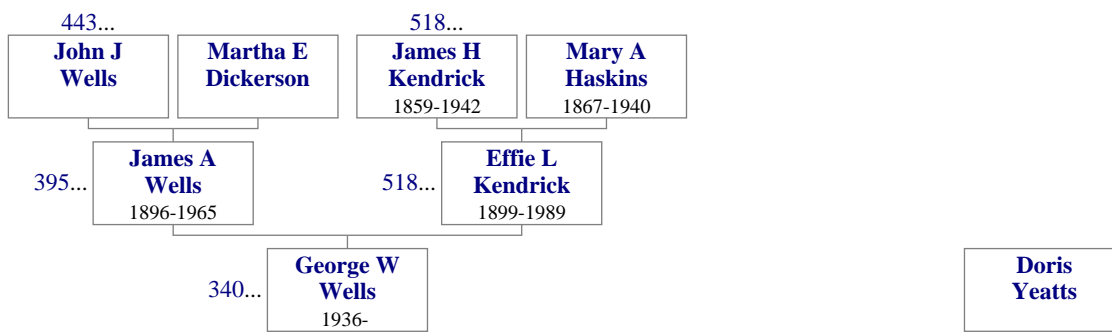 443...
518...
John J
Wells
Martha E
Dickerson
James H
Kendrick
1859-1942
Mary A
Haskins
1867-1940
395...
James A
Wells
1896-1965
518...
Effie L
Kendrick
1899-1989
340...
George W
Wells
1936-
Doris
Yeatts